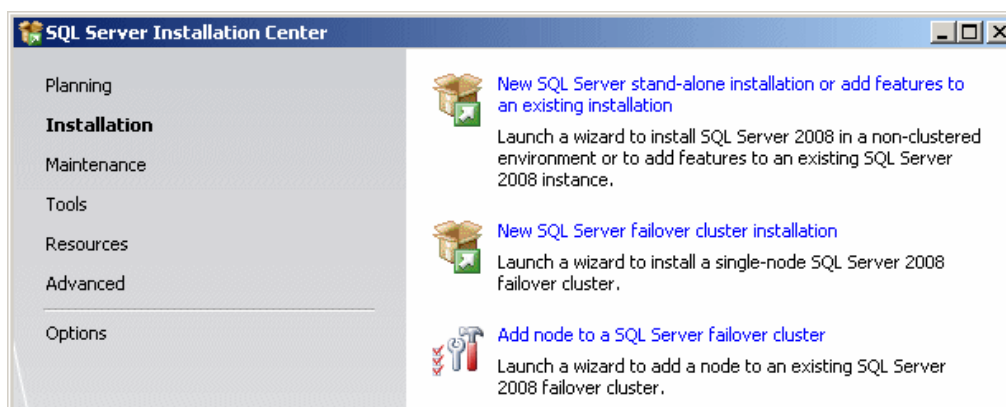 SQL Server Installation Center
Planning
Installation
Maintenance
Tools
Resources
Advanced
Options
New SQL Server stand-alone installation or add features to
an existing installation
Launch a wizard to install SQL Server 2008 in a non-clustered
environment or to add features to an existing SQL Server
2008 instance.
New SQL Server failover cluster installation
Launch a wizard to install a single-node SQL Server 2008
failover cluster.
Add node to a SQL Server failover cluster
Launch a wizard to add a node to an existing SQL Server
2008 failover cluster.